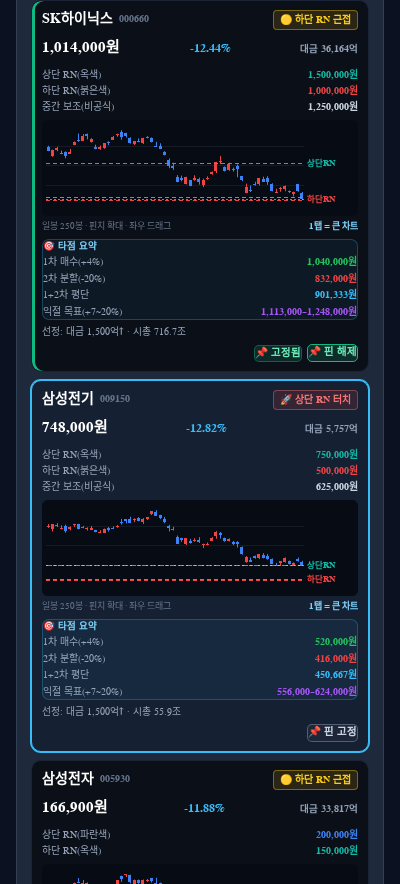 SK하이닉스 000660 🟡 하단 RN 근접
1,014,000원 -12.44% 대금 36,164억
상단 RN(옥색) 1,500,000원
하단 RN(붉은색) 1,000,000원
중간 보조(비공식) 1,250,000원
상단RN
하단RN
일봉 250봉 · 핀치 확대 · 좌우 드래그 1탭 = 큰 차트
🎯 타점 요약
1차 매수(+4%) 1,040,000원
2차 분할(-20%) 832,000원
1+2차 평단 901,333원
익절 목표(+7~20%) 1,113,000~1,248,000원
선정: 대금 1,500억↑ · 시총 716.7조
📌 고정됨 📌 핀 해제
삼성전기 009150 🚀 상단 RN 터치
748,000원 -12.82% 대금 5,757억
상단 RN(옥색) 750,000원
하단 RN(붉은색) 500,000원
중간 보조(비공식) 625,000원
상단RN
하단RN
일봉 250봉 · 핀치 확대 · 좌우 드래그 1탭 = 큰 차트
🎯 타점 요약
1차 매수(+4%) 520,000원
2차 분할(-20%) 416,000원
1+2차 평단 450,667원
익절 목표(+7~20%) 556,000~624,000원
선정: 대금 1,500억↑ · 시총 55.9조
📌 핀 고정
삼성전자 005930 🟡 하단 RN 근접
166,900원 -11.88% 대금 33,817억
상단 RN(파란색) 200,000원
하단 RN(옥색) 150,000원